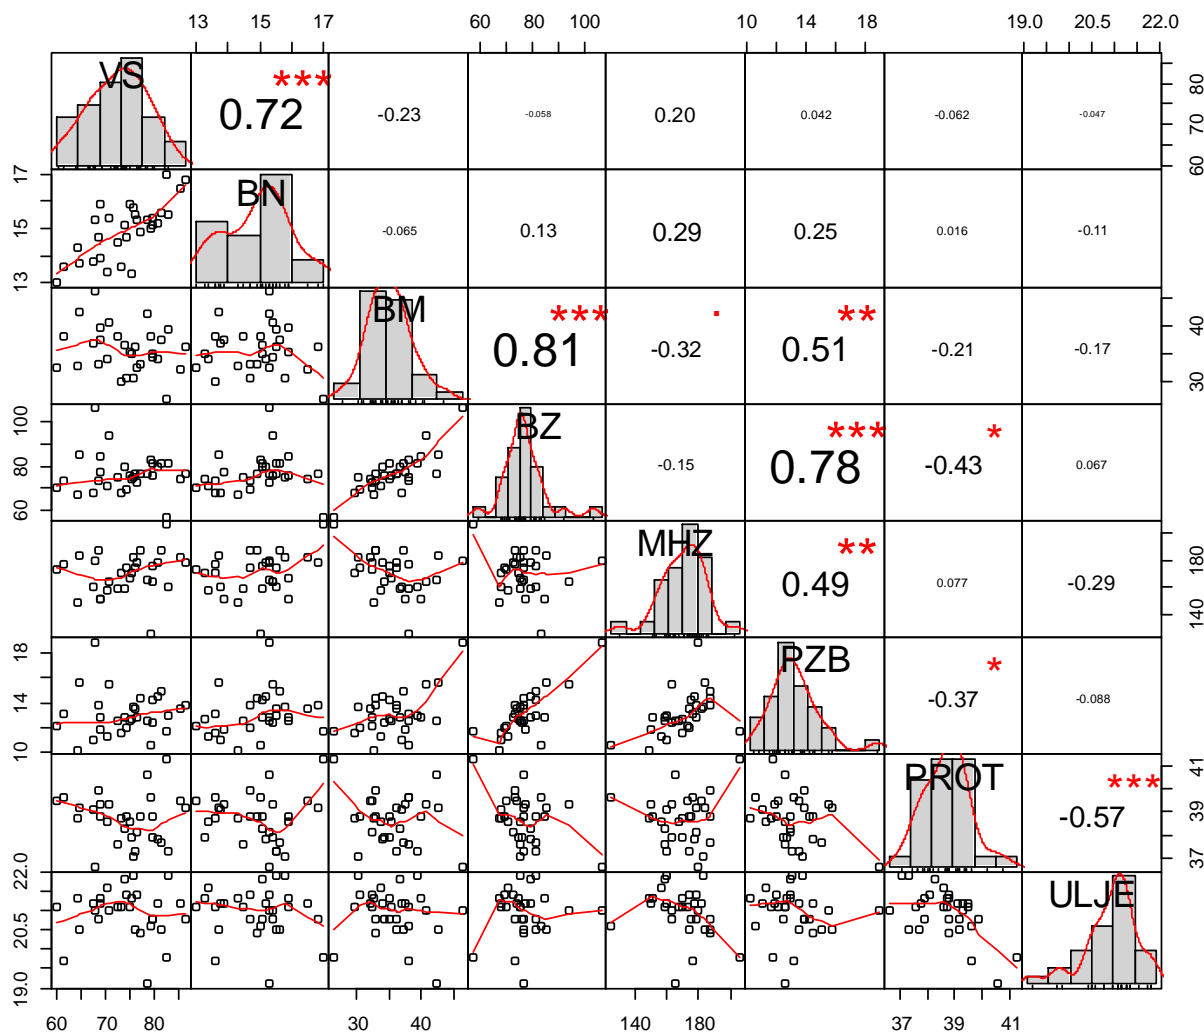 13 15 17 60 80 100 10 14 18 19.0 20.5 22.0
VS 0.72 *** -0.23 -0.058 0.20 0.042 -0.062 -0.047 60 70 80
13 15 17 BN -0.065 0.13 0.29 0.25 0.016 -0.11
BM 0.81 *** -0.32 . 0.51 ** -0.21 -0.17 30 40
60 80 100 BZ -0.15 0.78 *** -0.43 * 0.067
MHZ 0.49 ** 0.077 -0.29 140 180
10 14 18 PZB -0.37 * -0.088
PROT -0.57 *** 37 39 41
19.0 20.5 22.0 ULJE
60 70 80 30 40 140 180 37 39 41